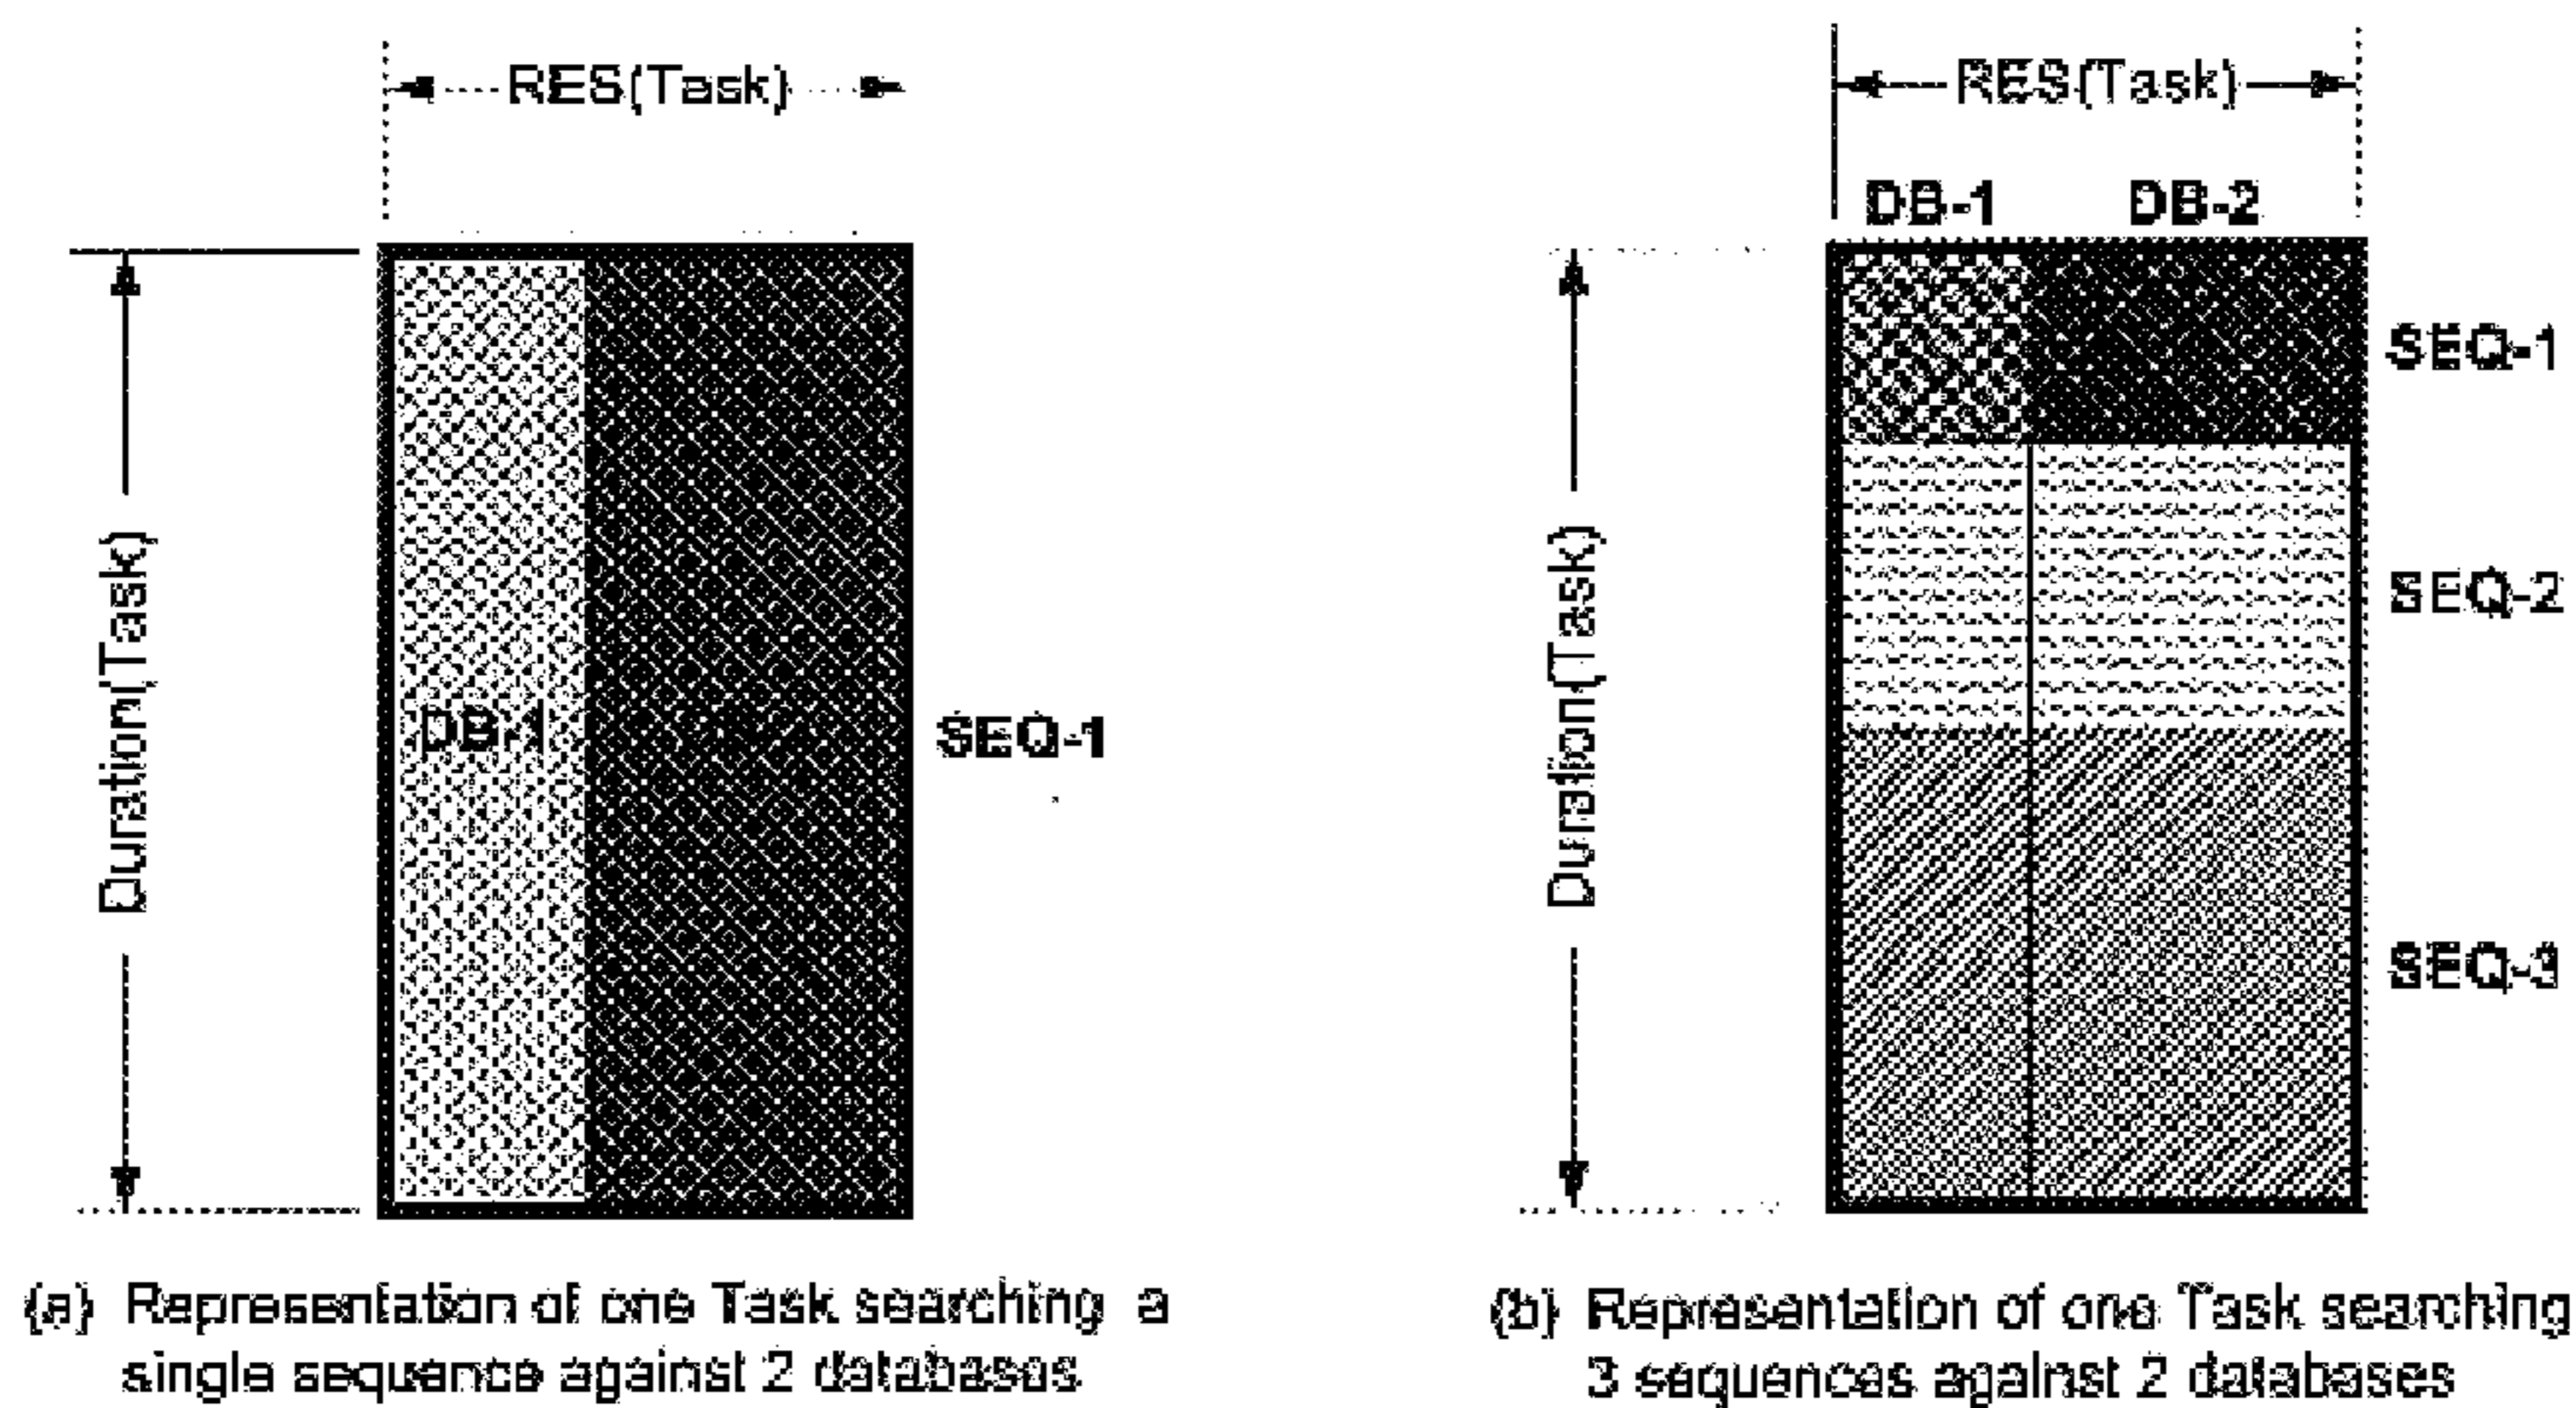 RES(Task)
Duration(Task)
DB-1
SEQ-1
(a) Representation of one Task searching a
single sequence against 2 databases
RES(Task)
DB-1 DB-2
Duration(Task)
SEQ-1
SEQ-2
SEQ-3
(b) Representation of one Task searching
3 sequences against 2 databases